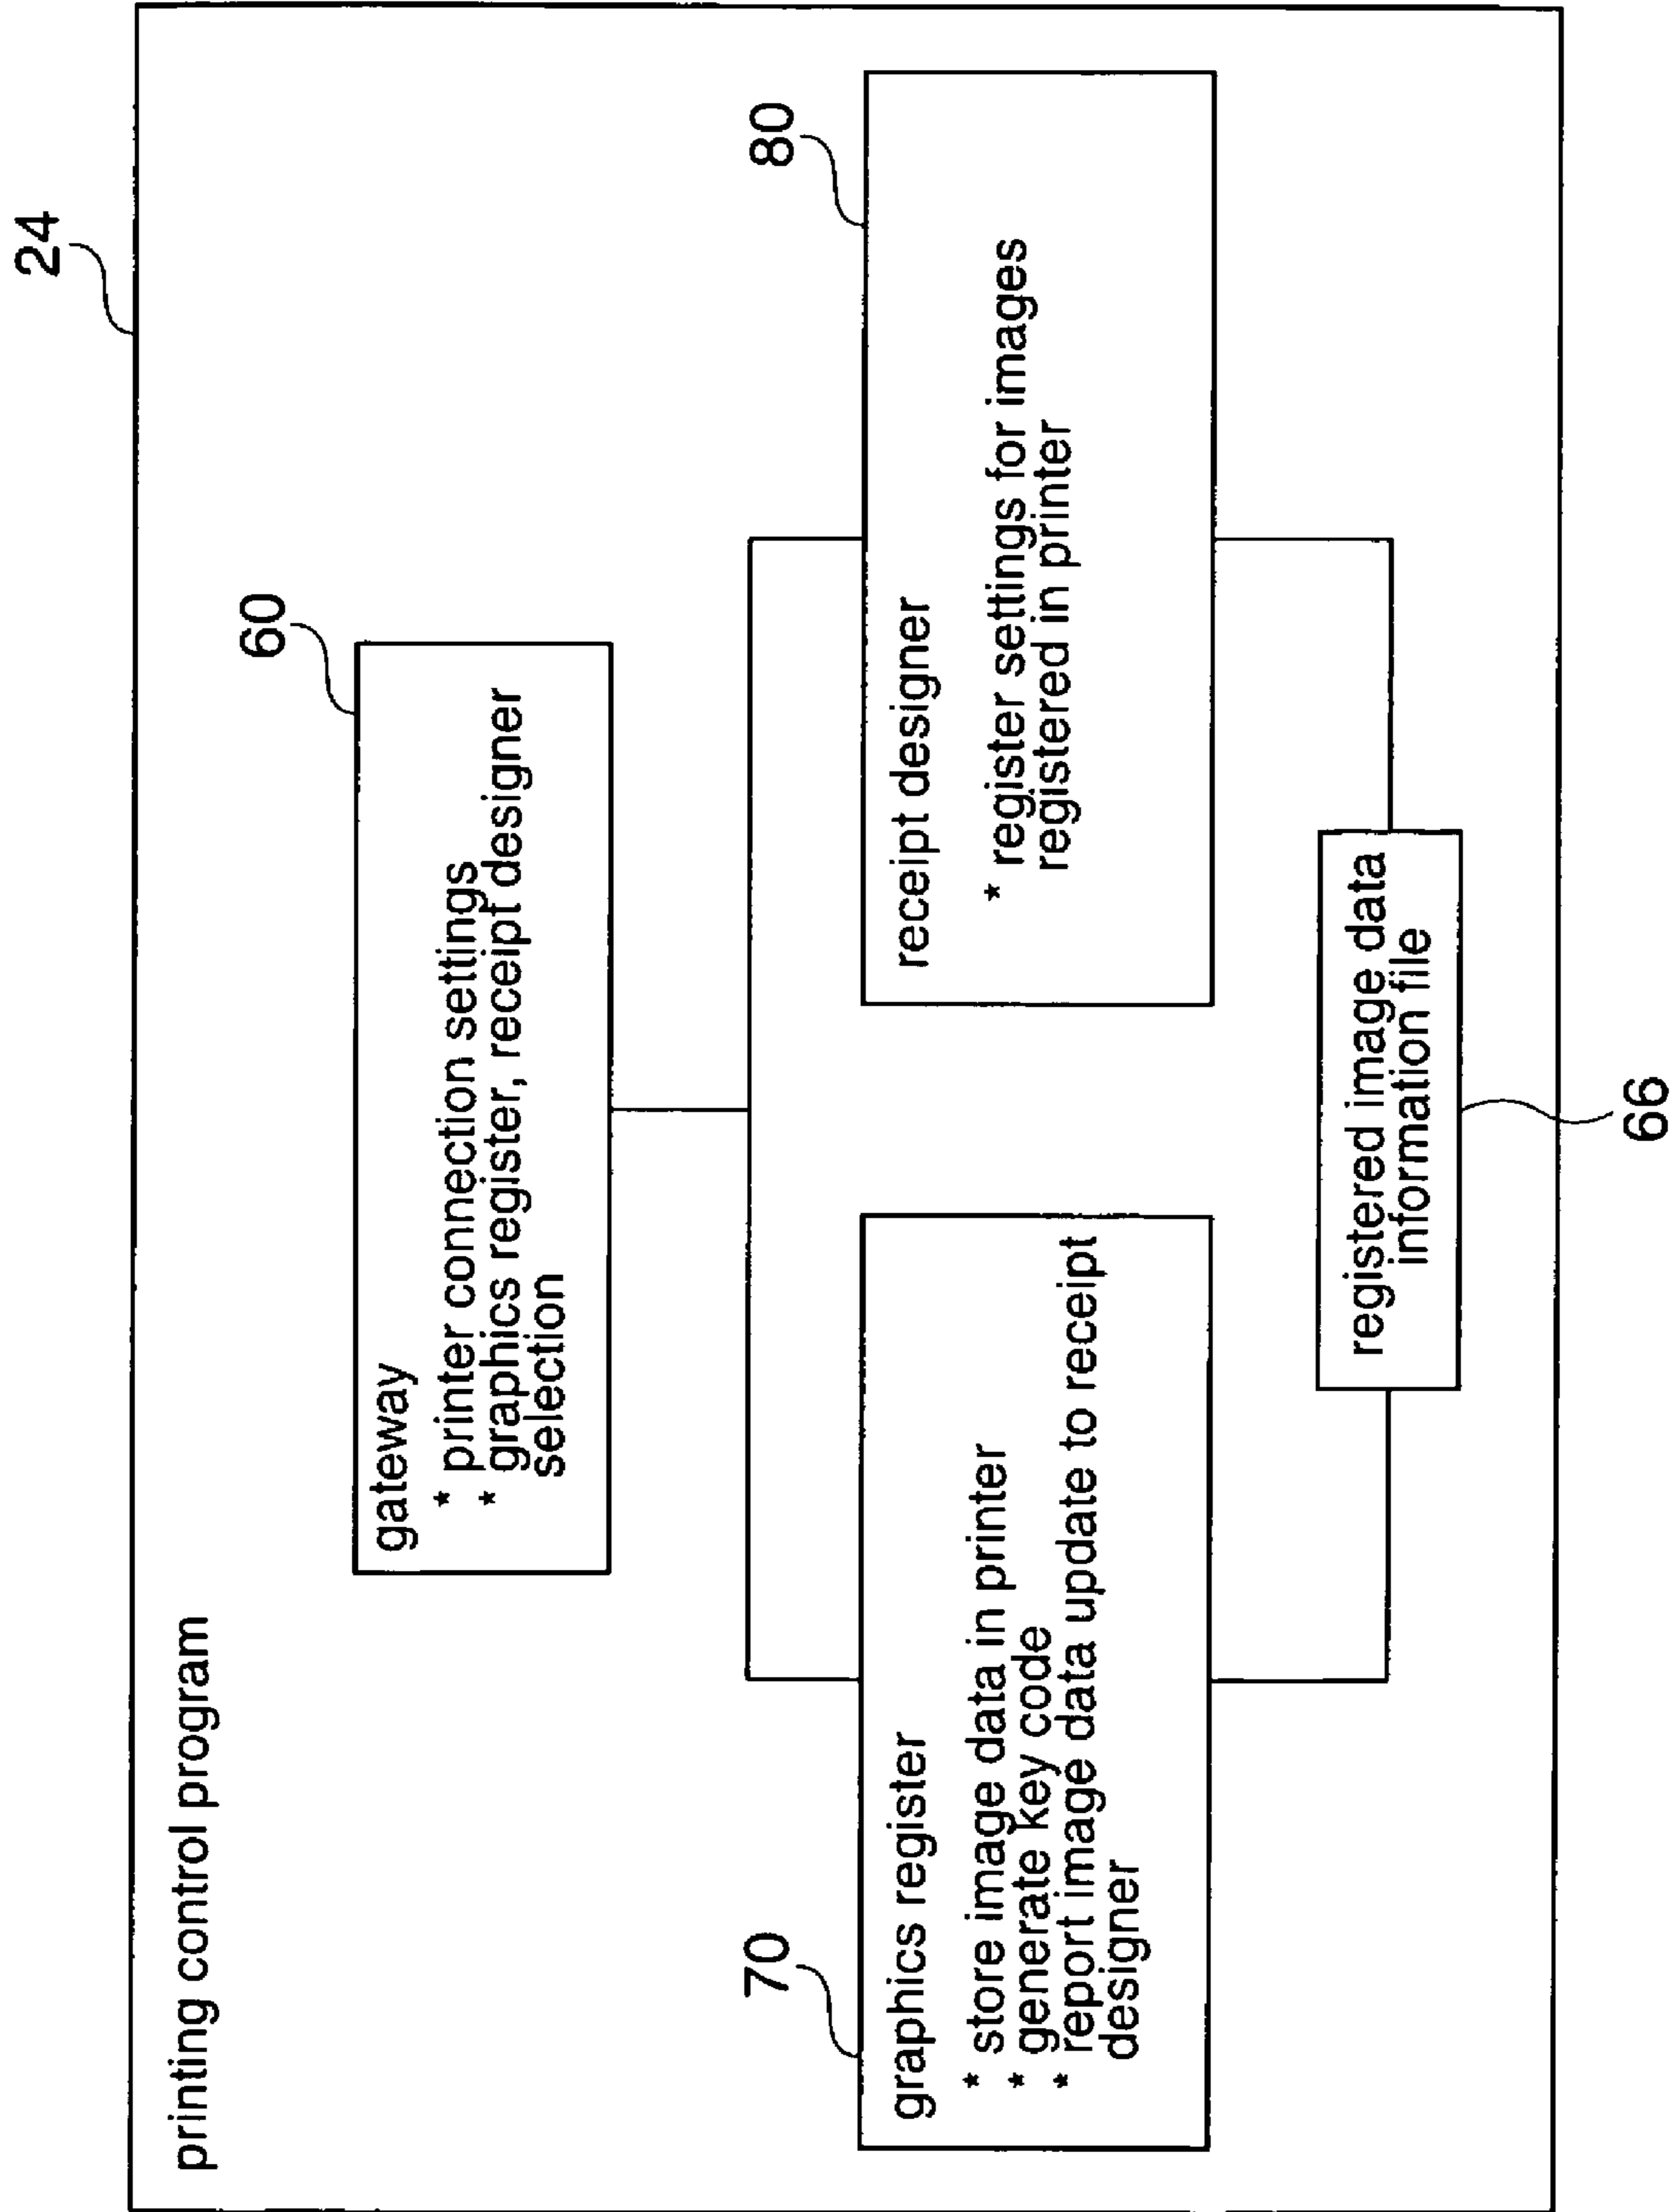 24
printing control program
60
gateway
* printer connection settings
* graphics register, receipt designer
selection
70
graphics register
* store image data in printer
* generate key code
* report image data update to receipt
designer
80
receipt designer
* register settings for images
registered in printer
registered image data
information file
66